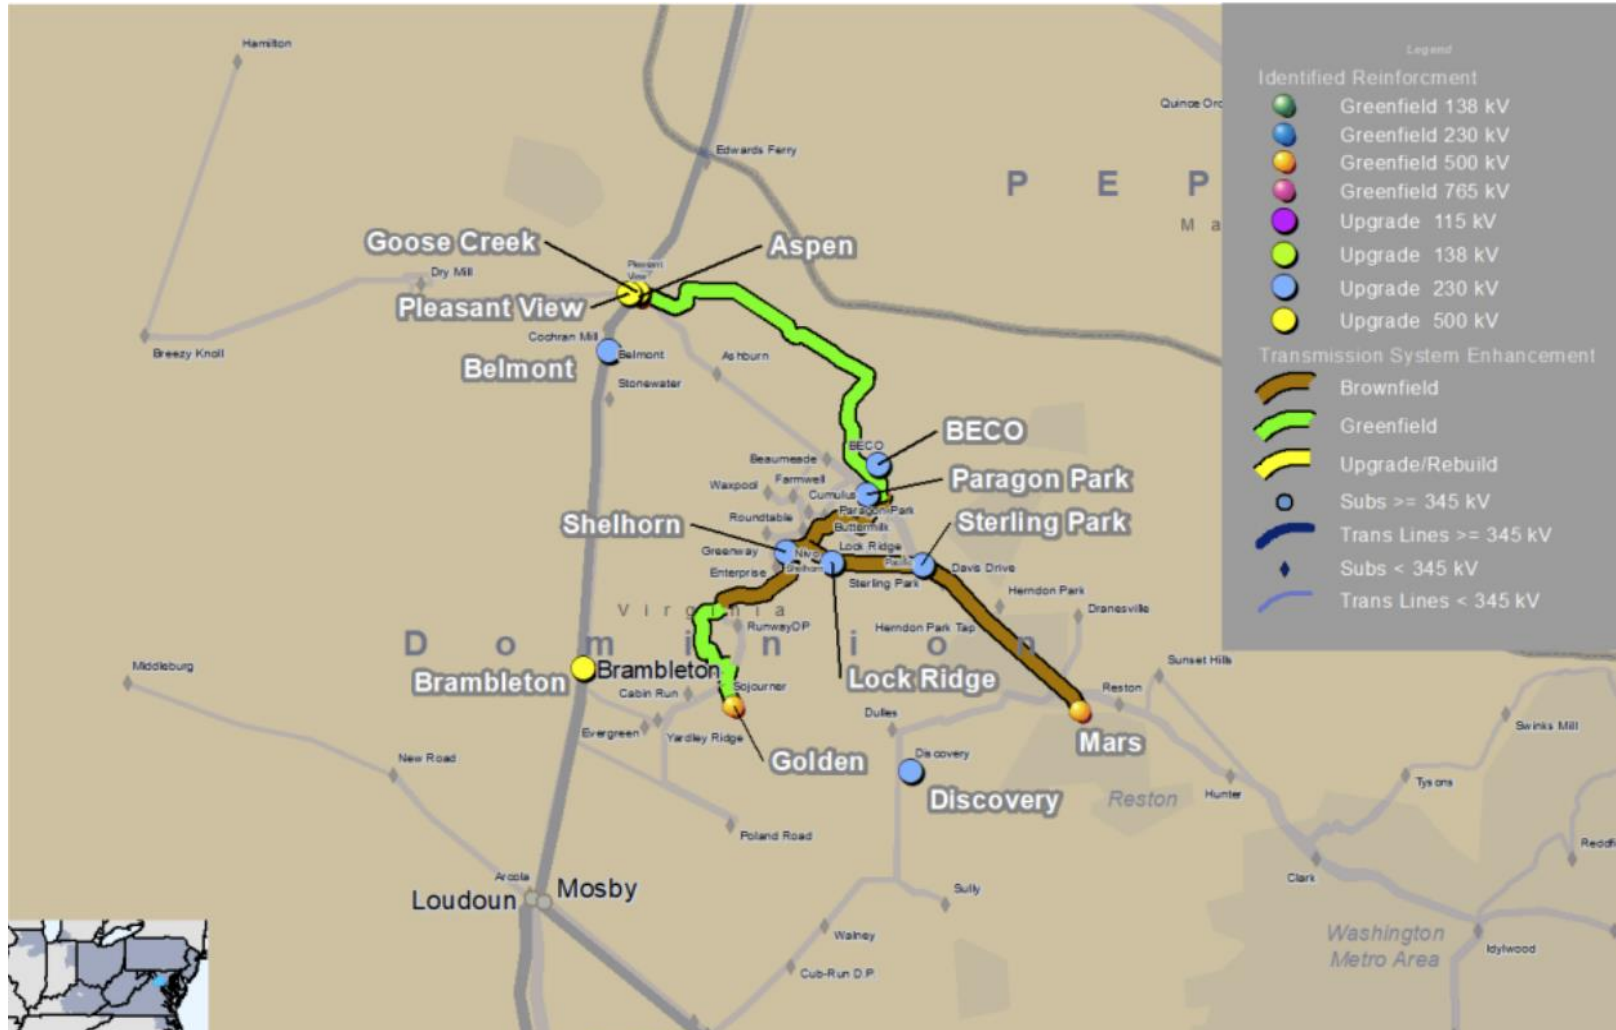 Hamilton
Legend
Identified Reinforcment
Greenfield 138 kV
Greenfield 230 kV
Greenfield 500 kV
Greenfield 765 kV
Upgrade 115 kV
Upgrade 138 kV
Upgrade 230 kV
Upgrade 500 kV
Transmission System Enhancement
Brownfield
Greenfield
Upgrade/Rebuild
Subs >= 345 kV
Trans Lines >= 345 kV
Subs < 345 kV
Trans Lines < 345 kV
Quince Orc
Edwards Ferry
P E P
M a
Goose Creek
Aspen
Pleasant
View
Dry Mill
Pleasant View
Cochran Mill
Breezy Knoll
Belmont
Belmont
Ashburn
Stonewater
BECO
BECO
Beaumeade
Farmwell
Paragon Park
Waxpool
Cumulus
Paragon Park
Shelhorn
Roundtable
Buttermilk
Sterling Park
Greenway
Nivo
Lock Ridge
Shelhorn
Enterprise
Davis Drive
Sterling Park
Herndon Park
Virginia
Dranesville
RunwayDP
Herndon Park Tap
Dominion
Middleburg
Brambleton
Brambleton
Sunset Hills
Cabin Run
Sojourner
Lock Ridge
Reston
Dulles
Swinks Mill
Evergreen
Yardley Ridge
Golden
Mars
New Road
Discovery
Discovery
Reston
Hunter
Tysons
Poland Road
Reddfi
Arcola
Clark
Loudoun
Mosby
Sully
Walney
Washington
Metro Area
Idylwood
Cub-Run D.P.